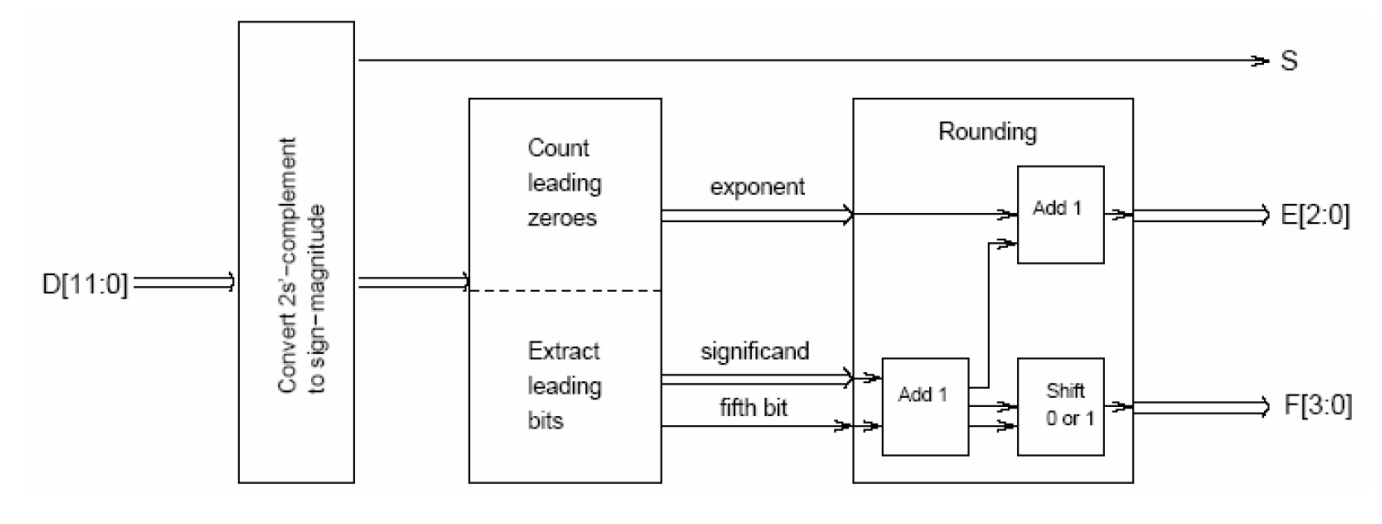 D[11:0]
Convert 2s'-complement
to sign-magnitude
Count
leading
zeroes
Extract
leading
bits
exponent
significand
fifth bit
Rounding
Add 1
Add 1
Shift
0 or 1
S
E[2:0]
F[3:0]